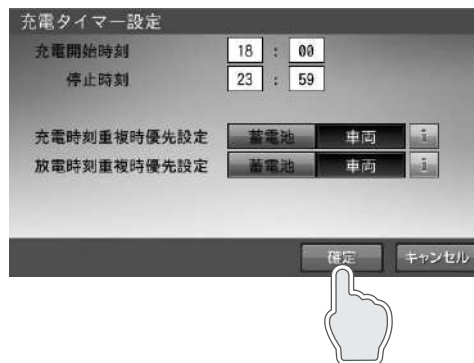 充電タイマー設定
充電開始時刻 18 : 00
停止時刻 23 : 59
充電時刻重複時優先設定 蓄電池 車両 i
放電時刻重複時優先設定 蓄電池 車両 i
確定 キャンセル